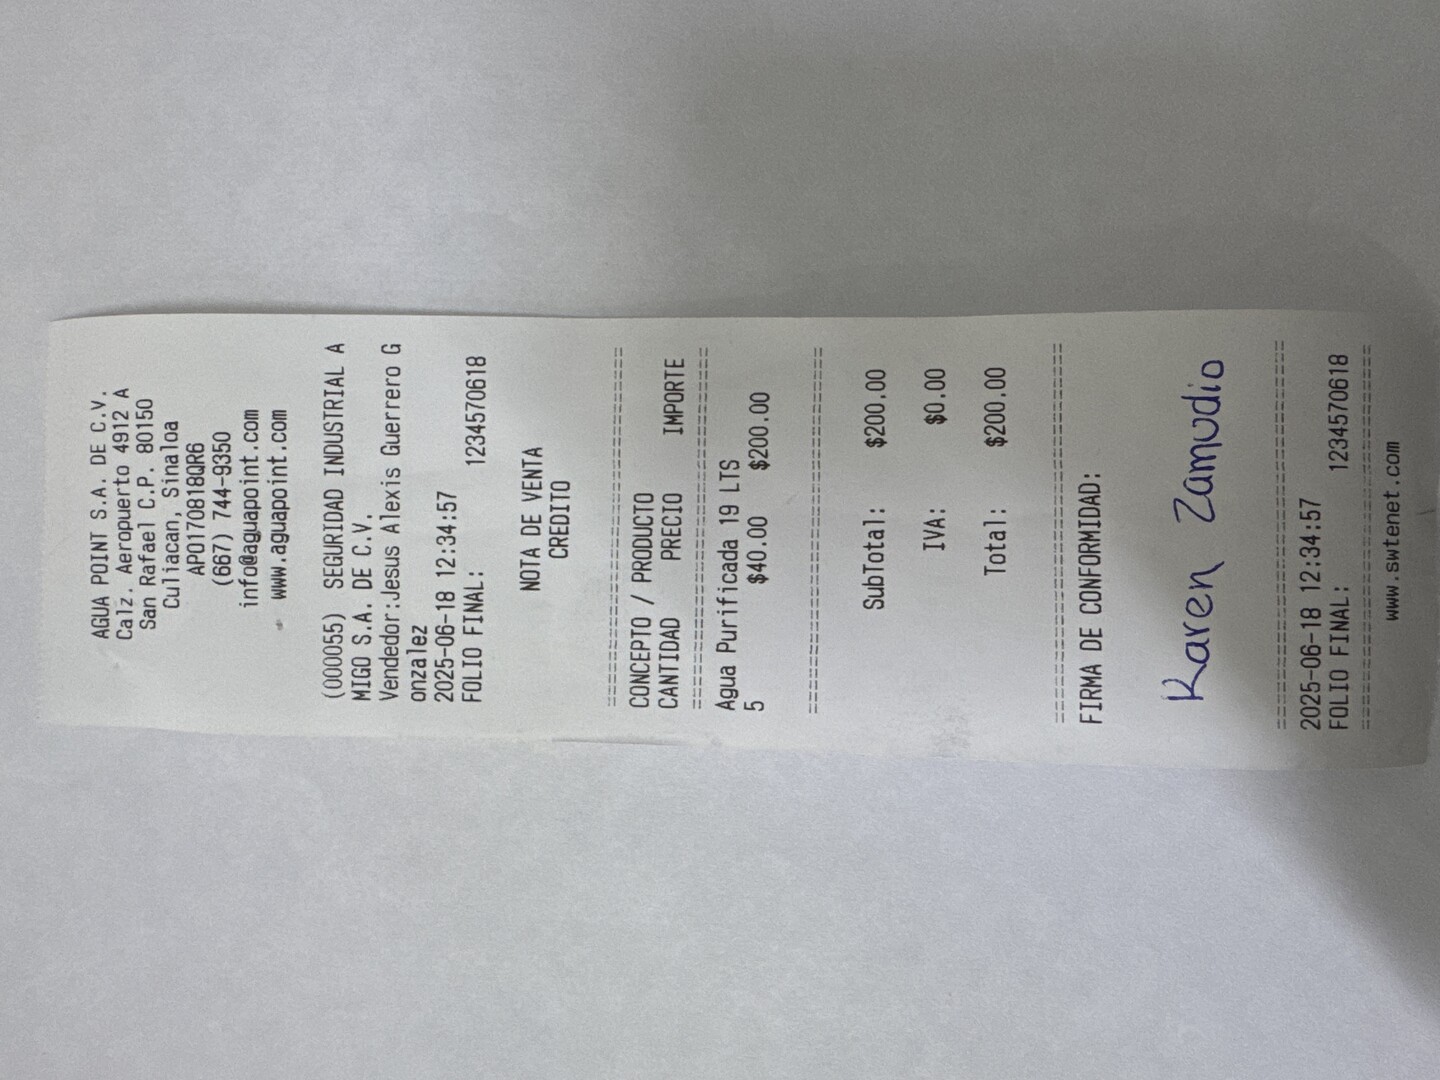 AGUA POINT S.A. DE C.V.
Calz. Aeropuerto 4912 A
San Rafael C.P. 80150
Culiacan, Sinaloa
APO170818QR6
(667) 744-9350
info@aguapoint.com
www.aguapoint.com
(000055) SEGURIDAD INDUSTRIAL A
MIGO S.A. DE C.V.
Vendedor:Jesus Alexis Guerrero G
onzalez
2025-06-18 12:34:57
FOLIO FINAL: 1234570618
NOTA DE VENTA
CREDITO
================================
CONCEPTO / PRODUCTO
CANTIDAD PRECIO IMPORTE
================================
Agua Purificada 19 LTS
5 $40.00 $200.00
================================
SubTotal: $200.00
IVA: $0.00
Total: $200.00
================================
FIRMA DE CONFORMIDAD:
Karen Zamudio
================================
2025-06-18 12:34:57
FOLIO FINAL: 1234570618
================================
www.swtenet.com